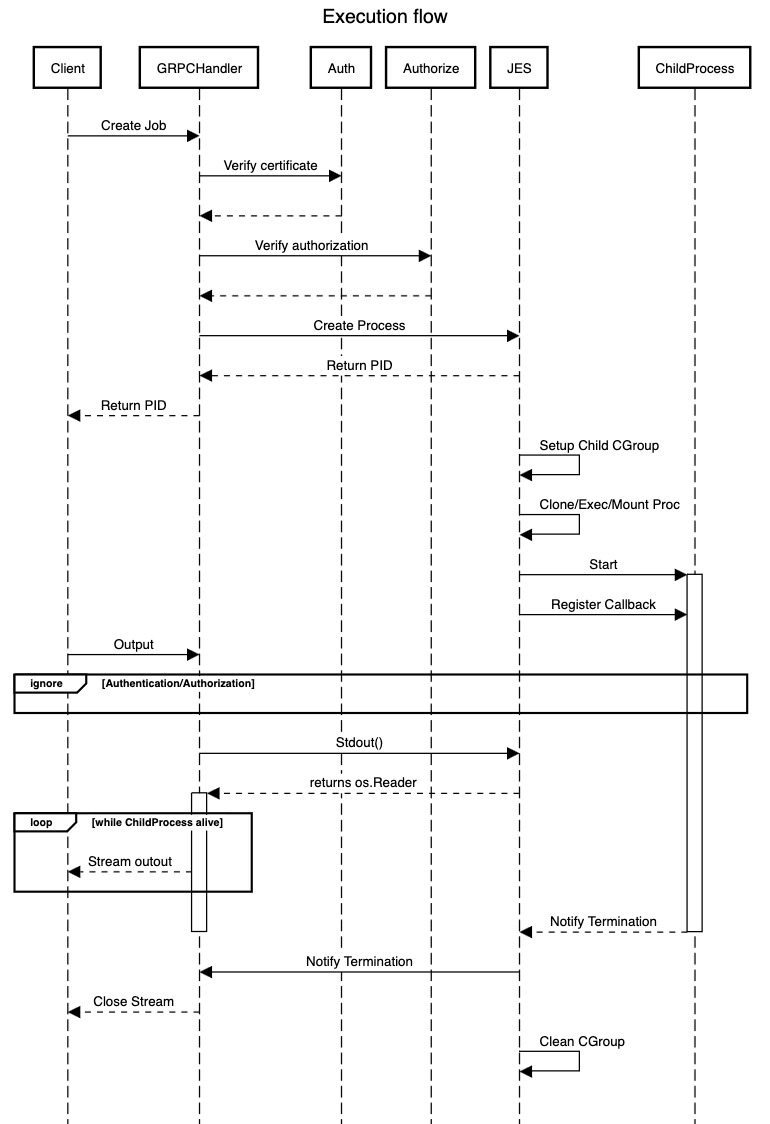 Execution flow
Client
GRPCHandler
Auth
Authorize
JES
ChildProcess
Create Job
Verify certificate
Verify authorization
Create Process
Return PID
Return PID
Setup Child CGroup
Clone/Exec/Mount Proc
Start
Register Callback
Output
ignore
[Authentication/Authorization]
Stdout()
returns os.Reader
loop
[while ChildProcess alive]
Stream outout
Notify Termination
Notify Termination
Close Stream
Clean CGroup